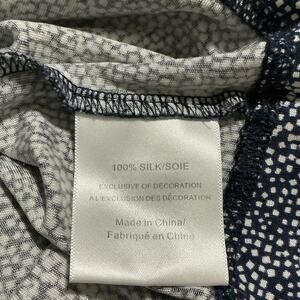 100% SILK/SOIE
EXCLUSIVE OF DECORATION
A L'EXCLUSION DES DÉCORATION
Made in China/
Fabriqué en Chine